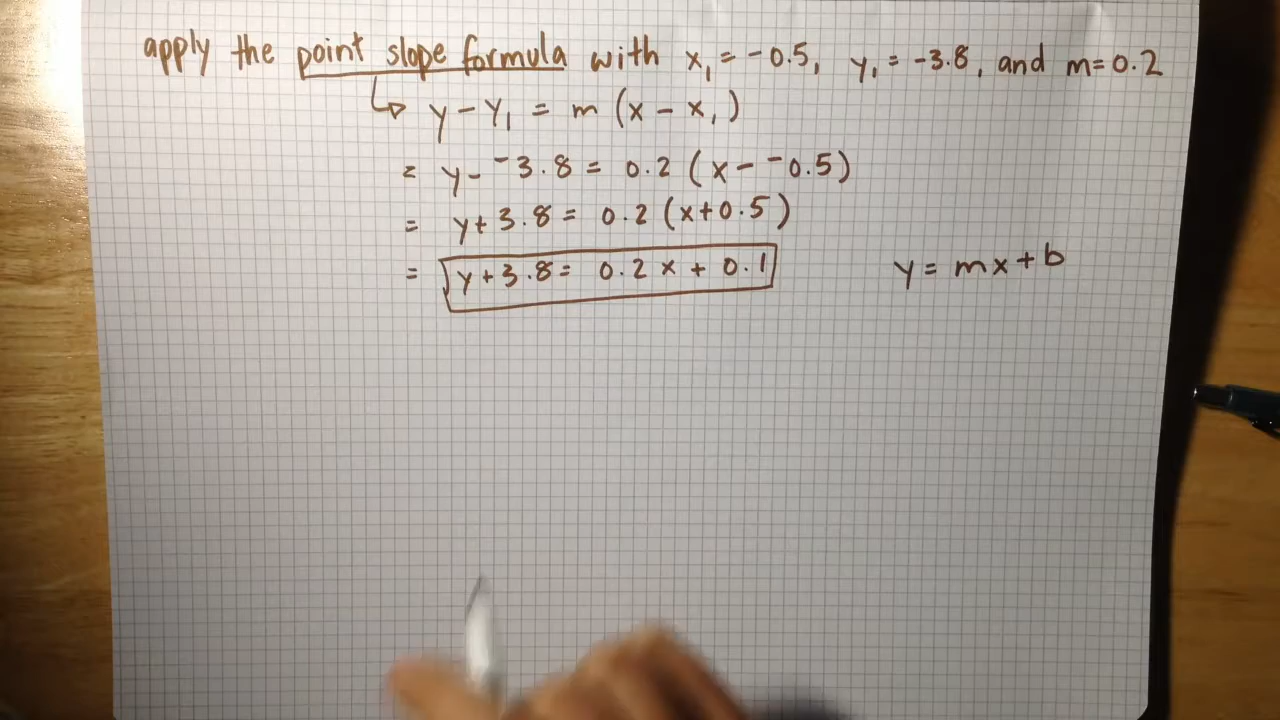 apply the point slope formula with x₁ = -0.5, y₁ = -3.8, and m=0.2
y - y₁ = m (x - x₁)
= y - -3.8 = 0.2 (x - -0.5)
= y + 3.8 = 0.2 (x+0.5)
= y + 3.8 = 0.2 x + 0.1
y = mx + b